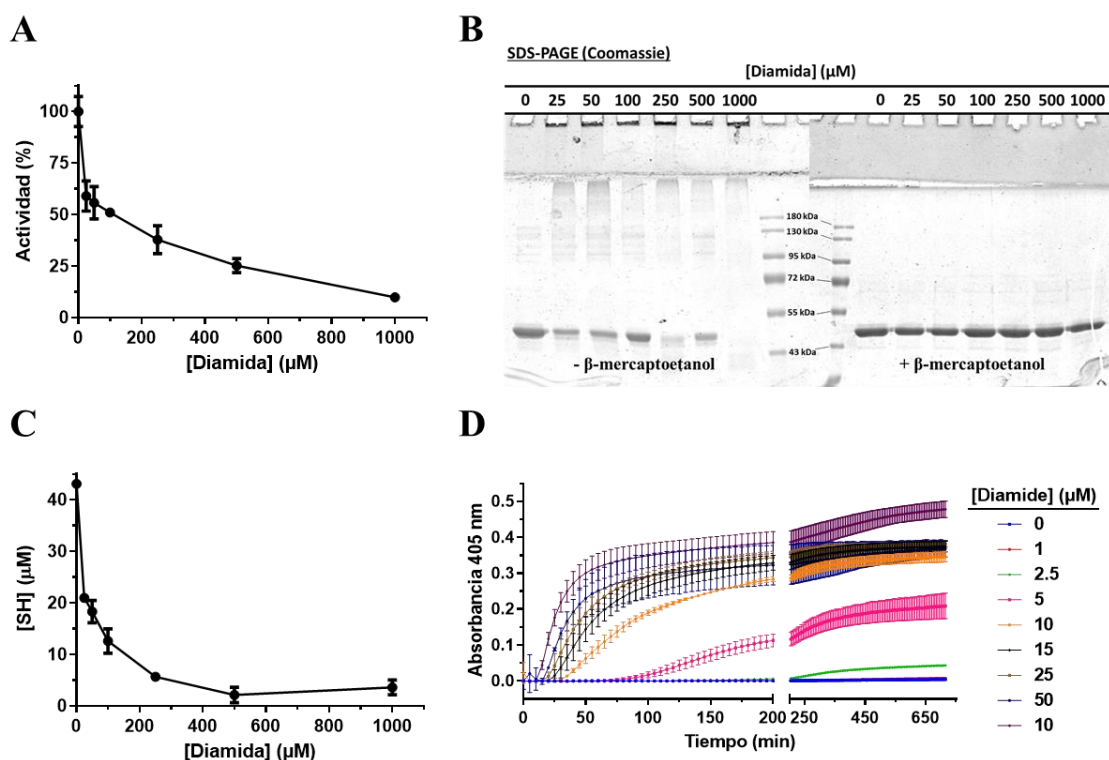 A
Actividad (%)
100
75
50
25
0
0 200 400 600 800 1000
[Diamida] (µM)
B
SDS-PAGE (Coomassie)
[Diamida] (µM)
0 25 50 100 250 500 1000 0 25 50 100 250 500 1000
180 kDa
130 kDa
95 kDa
72 kDa
55 kDa
43 kDa
- β-mercaptoetanol + β-mercaptoetanol
C
[SH] (µM)
40
30
20
10
0
0 200 400 600 800 1000
[Diamida] (µM)
D
Absorbancia 405 nm
0.5
0.4
0.3
0.2
0.1
0.0
0 50 100 150 200 250 450 650
Tiempo (min)
[Diamide] (µM)
0
1
2.5
5
10
15
25
50
10